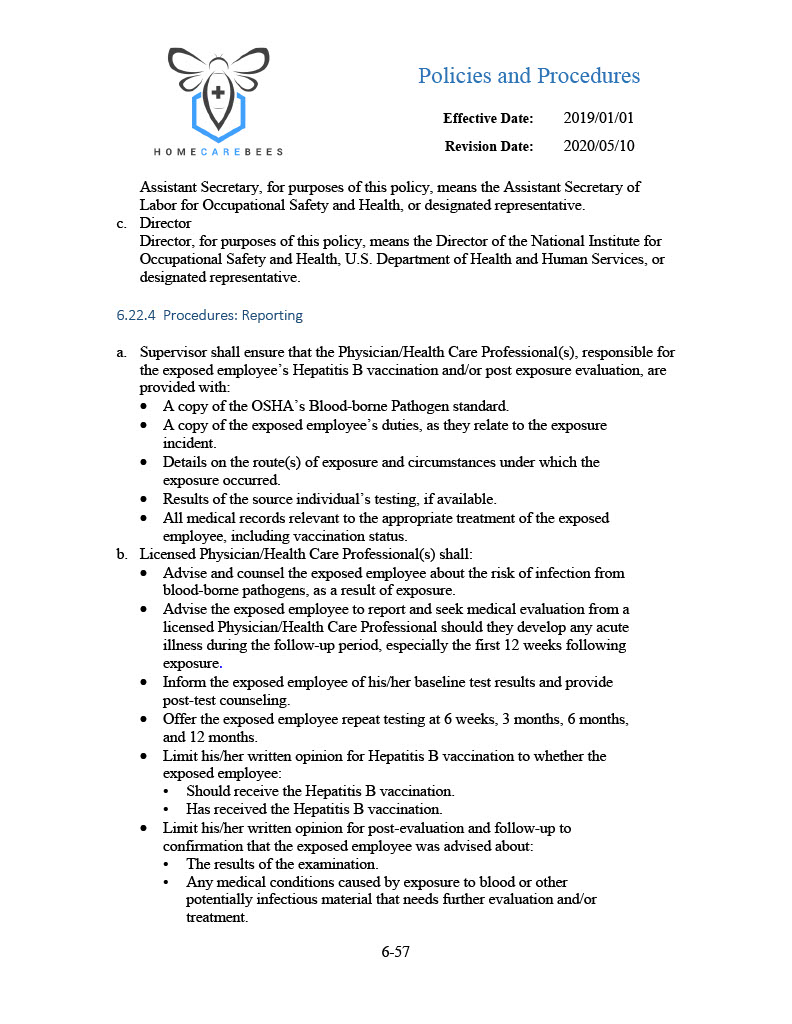 Policies and Procedures
Effective Date: 2019/01/01
Revision Date: 2020/05/10
HOMECAREBEES
Assistant Secretary, for purposes of this policy, means the Assistant Secretary of
Labor for Occupational Safety and Health, or designated representative.
c. Director
Director, for purposes of this policy, means the Director of the National Institute for
Occupational Safety and Health, U.S. Department of Health and Human Services, or
designated representative.
6.22.4 Procedures: Reporting
a. Supervisor shall ensure that the Physician/Health Care Professional(s), responsible for
the exposed employee’s Hepatitis B vaccination and/or post exposure evaluation, are
provided with:
• A copy of the OSHA’s Blood-borne Pathogen standard.
• A copy of the exposed employee’s duties, as they relate to the exposure
incident.
• Details on the route(s) of exposure and circumstances under which the
exposure occurred.
• Results of the source individual’s testing, if available.
• All medical records relevant to the appropriate treatment of the exposed
employee, including vaccination status.
b. Licensed Physician/Health Care Professional(s) shall:
• Advise and counsel the exposed employee about the risk of infection from
blood-borne pathogens, as a result of exposure.
• Advise the exposed employee to report and seek medical evaluation from a
licensed Physician/Health Care Professional should they develop any acute
illness during the follow-up period, especially the first 12 weeks following
exposure.
• Inform the exposed employee of his/her baseline test results and provide
post-test counseling.
• Offer the exposed employee repeat testing at 6 weeks, 3 months, 6 months,
and 12 months.
• Limit his/her written opinion for Hepatitis B vaccination to whether the
exposed employee:
• Should receive the Hepatitis B vaccination.
• Has received the Hepatitis B vaccination.
• Limit his/her written opinion for post-evaluation and follow-up to
confirmation that the exposed employee was advised about:
• The results of the examination.
• Any medical conditions caused by exposure to blood or other
potentially infectious material that needs further evaluation and/or
treatment.
6-57